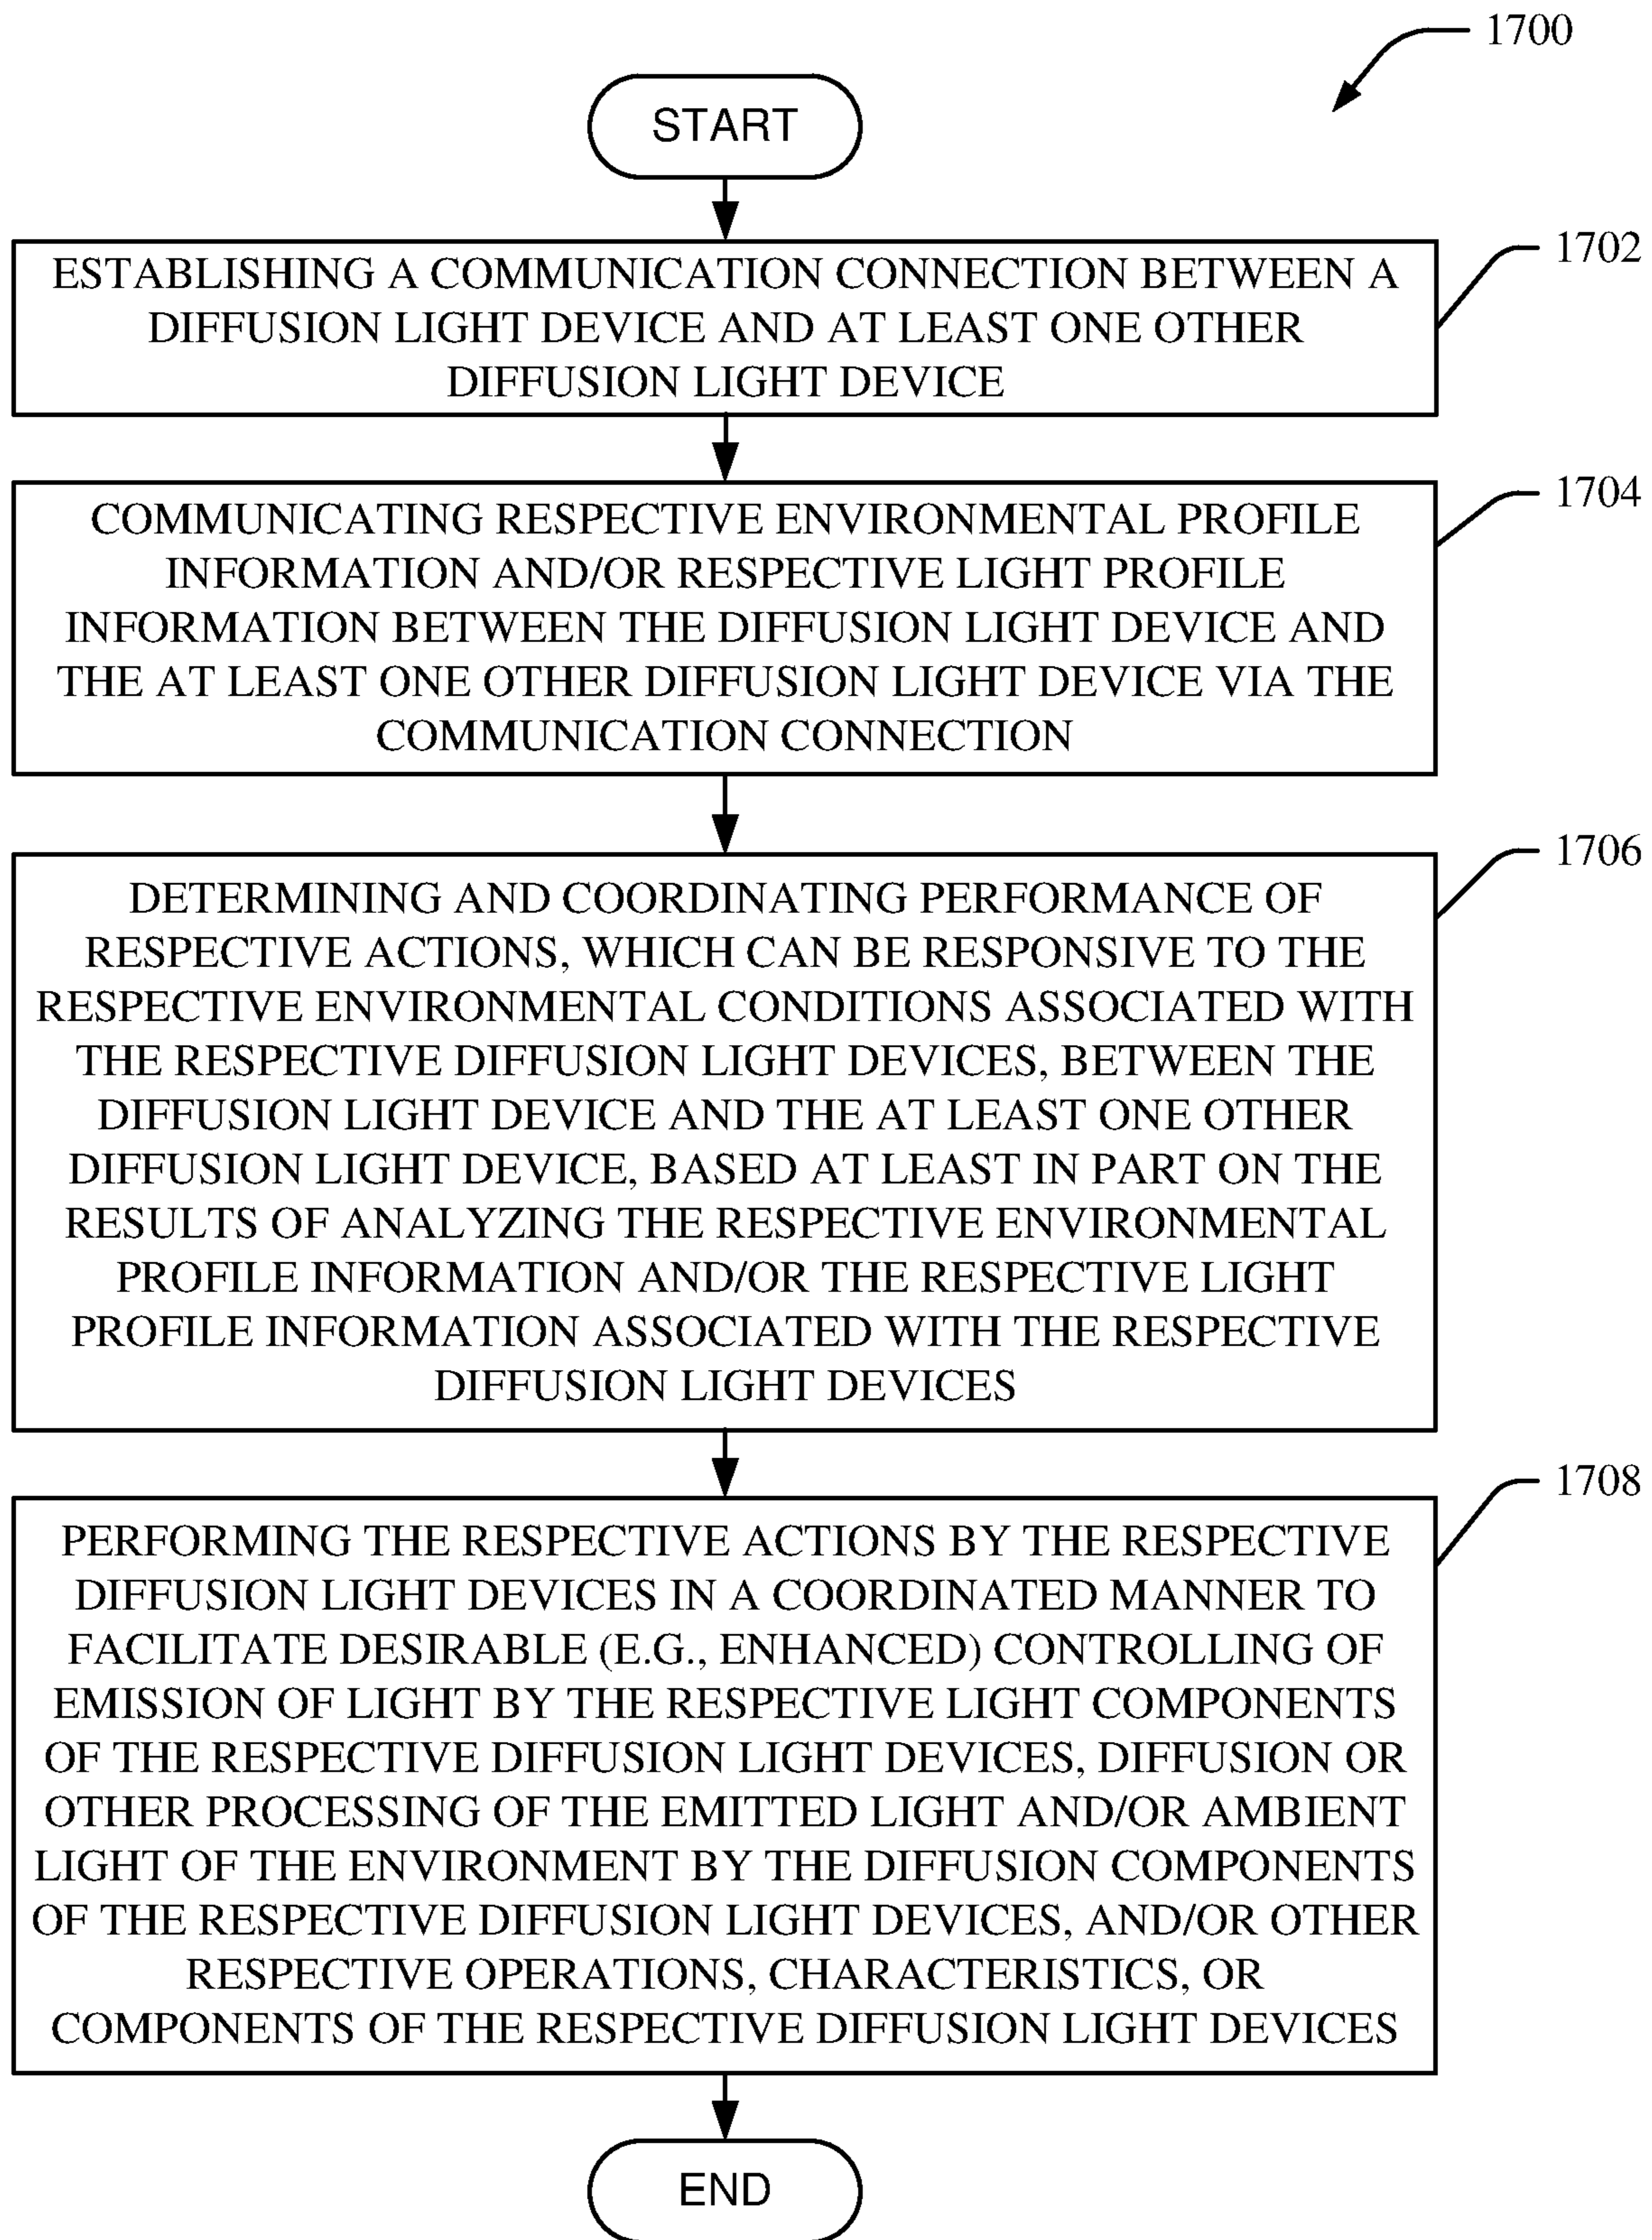 1700
START
1702
ESTABLISHING A COMMUNICATION CONNECTION BETWEEN A
DIFFUSION LIGHT DEVICE AND AT LEAST ONE OTHER
DIFFUSION LIGHT DEVICE
1704
COMMUNICATING RESPECTIVE ENVIRONMENTAL PROFILE
INFORMATION AND/OR RESPECTIVE LIGHT PROFILE
INFORMATION BETWEEN THE DIFFUSION LIGHT DEVICE AND
THE AT LEAST ONE OTHER DIFFUSION LIGHT DEVICE VIA THE
COMMUNICATION CONNECTION
1706
DETERMINING AND COORDINATING PERFORMANCE OF
RESPECTIVE ACTIONS, WHICH CAN BE RESPONSIVE TO THE
RESPECTIVE ENVIRONMENTAL CONDITIONS ASSOCIATED WITH
THE RESPECTIVE DIFFUSION LIGHT DEVICES, BETWEEN THE
DIFFUSION LIGHT DEVICE AND THE AT LEAST ONE OTHER
DIFFUSION LIGHT DEVICE, BASED AT LEAST IN PART ON THE
RESULTS OF ANALYZING THE RESPECTIVE ENVIRONMENTAL
PROFILE INFORMATION AND/OR THE RESPECTIVE LIGHT
PROFILE INFORMATION ASSOCIATED WITH THE RESPECTIVE
DIFFUSION LIGHT DEVICES
1708
PERFORMING THE RESPECTIVE ACTIONS BY THE RESPECTIVE
DIFFUSION LIGHT DEVICES IN A COORDINATED MANNER TO
FACILITATE DESIRABLE (E.G., ENHANCED) CONTROLLING OF
EMISSION OF LIGHT BY THE RESPECTIVE LIGHT COMPONENTS
OF THE RESPECTIVE DIFFUSION LIGHT DEVICES, DIFFUSION OR
OTHER PROCESSING OF THE EMITTED LIGHT AND/OR AMBIENT
LIGHT OF THE ENVIRONMENT BY THE DIFFUSION COMPONENTS
OF THE RESPECTIVE DIFFUSION LIGHT DEVICES, AND/OR OTHER
RESPECTIVE OPERATIONS, CHARACTERISTICS, OR
COMPONENTS OF THE RESPECTIVE DIFFUSION LIGHT DEVICES
END